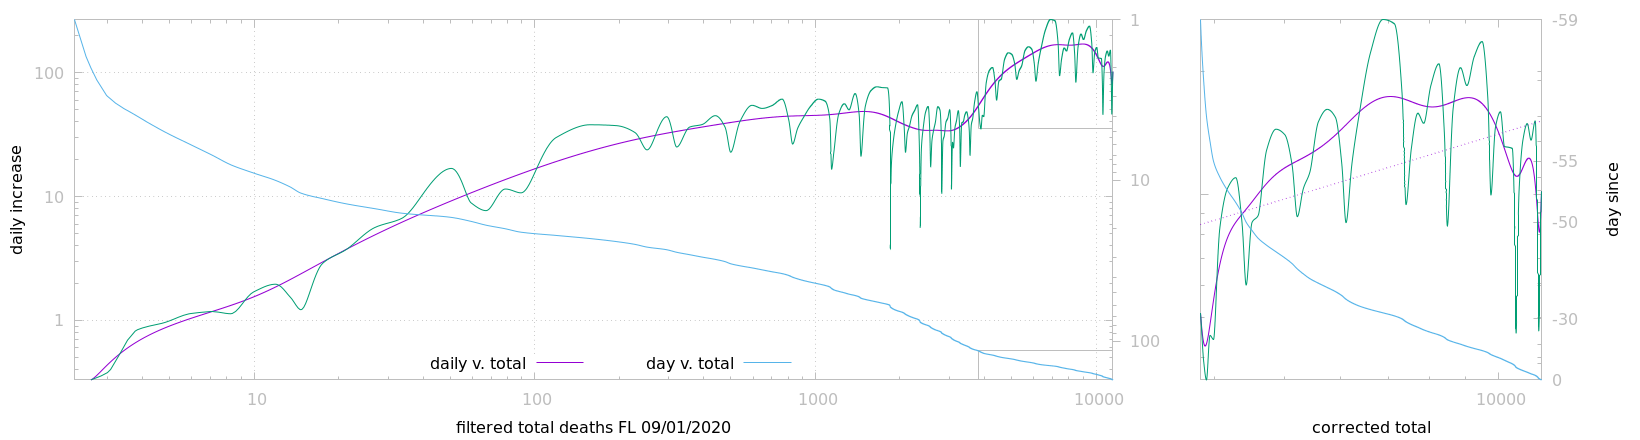 daily increase
100
10
1
10
100
1000
10000
1
10
100
daily v. total
day v. total
filtered total deaths FL 09/01/2020
-59
-55
-50
-30
0
day since
10000
corrected total